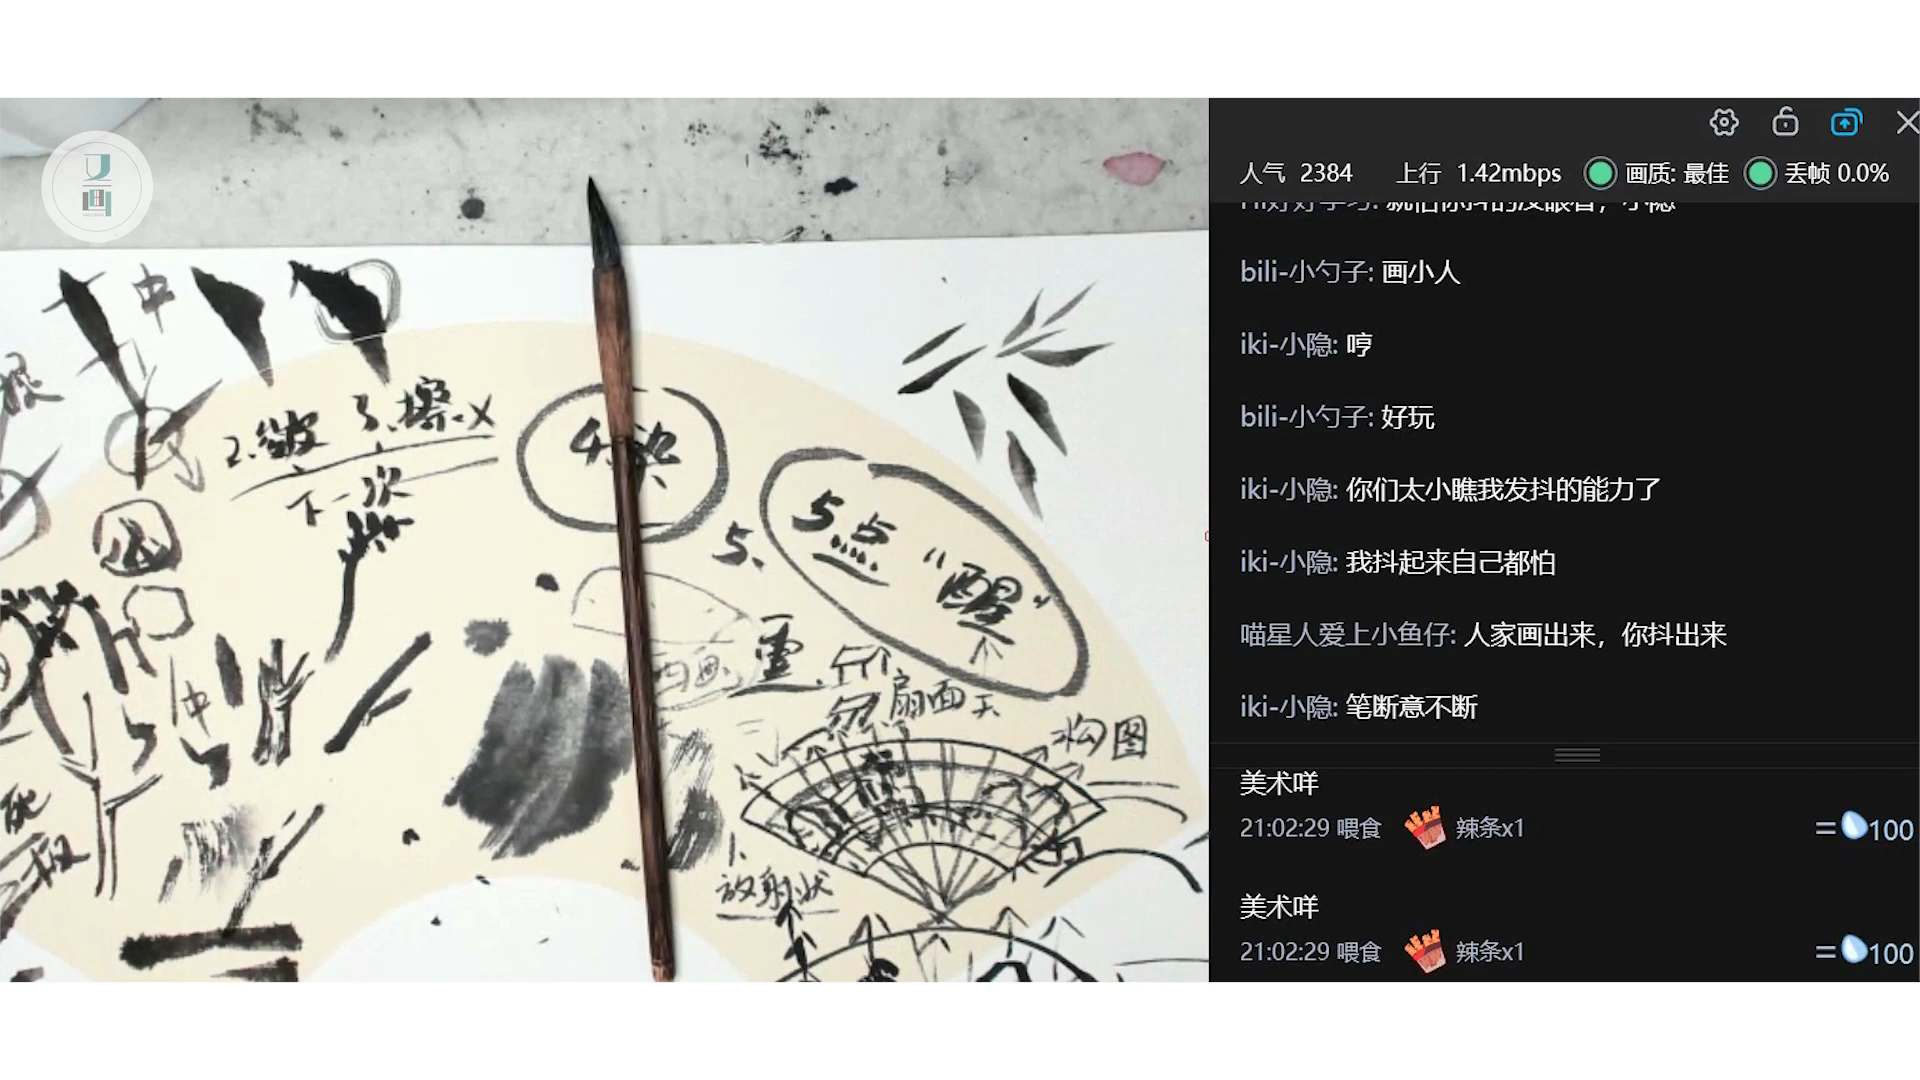 人气 2384 上行 1.42mbps 画质: 最佳 丢帧 0.0%
bili-小勺子: 画小人
iki-小隐: 哼
bili-小勺子: 好玩
iki-小隐: 你们太小瞧我发抖的能力了
iki-小隐: 我抖起来自己都怕
喵星人爱上小鱼仔: 人家画出来，你抖出来
iki-小隐: 笔断意不断
美术咩
21:02:29 喂食 辣条x1 =100
美术咩
21:02:29 喂食 辣条x1 =100
中
2.皴 3.擦.x
下一次
4.染
5、
5点 "醒"
重.
扇面
构图
1、
放射状
中